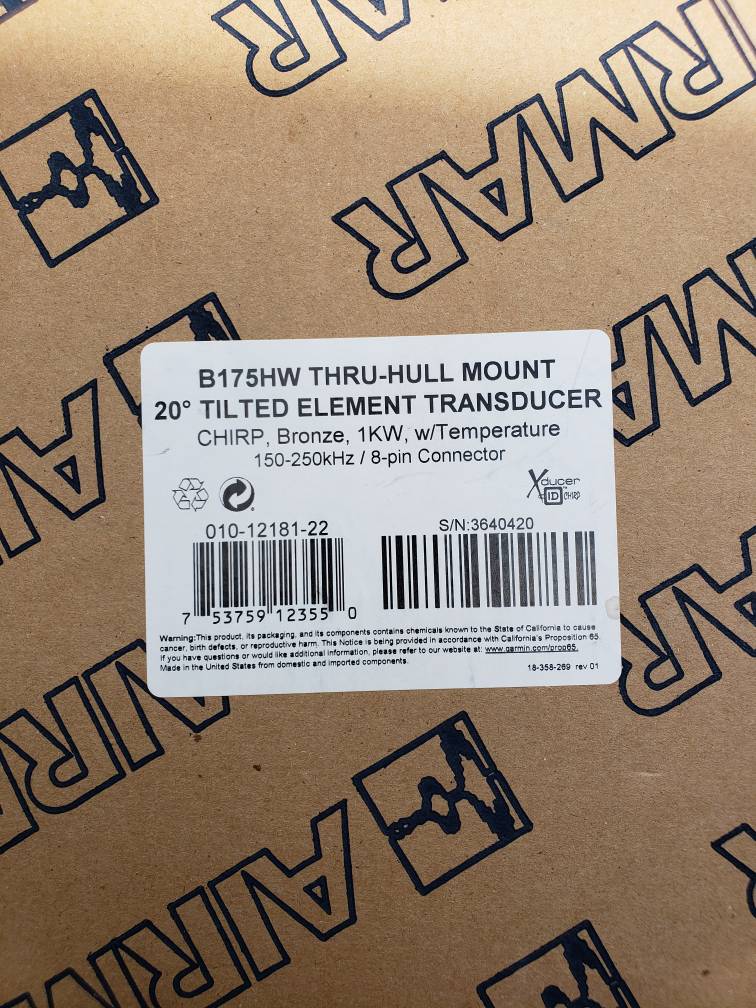 AIRMAR
AIRMAR
B175HW THRU-HULL MOUNT
20° TILTED ELEMENT TRANSDUCER
CHIRP, Bronze, 1KW, w/Temperature
150-250kHz / 8-pin Connector
Xducer
ID™ CHIRP
010-12181-22
S/N:3640420
7 53759 12355 0
Warning:This product, its packaging, and its components contains chemicals known to the State of California to cause
cancer, birth defects, or reproductive harm. This Notice is being provided in accordance with California's Proposition 65.
If you have questions or would like additional information, please refer to our website at: www.garmin.com/prop65.
Made in the United States from domestic and imported components.
18-358-269 rev 01
AIRMAR
AIRMAR